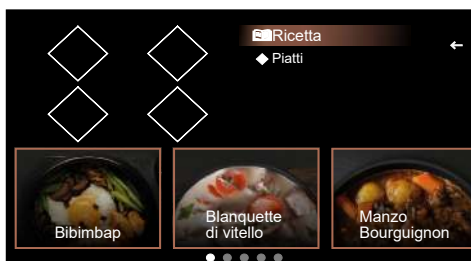 Ricetta
Piatti
Bibimbap
Blanquette
di vitello
Manzo
Bourguignon